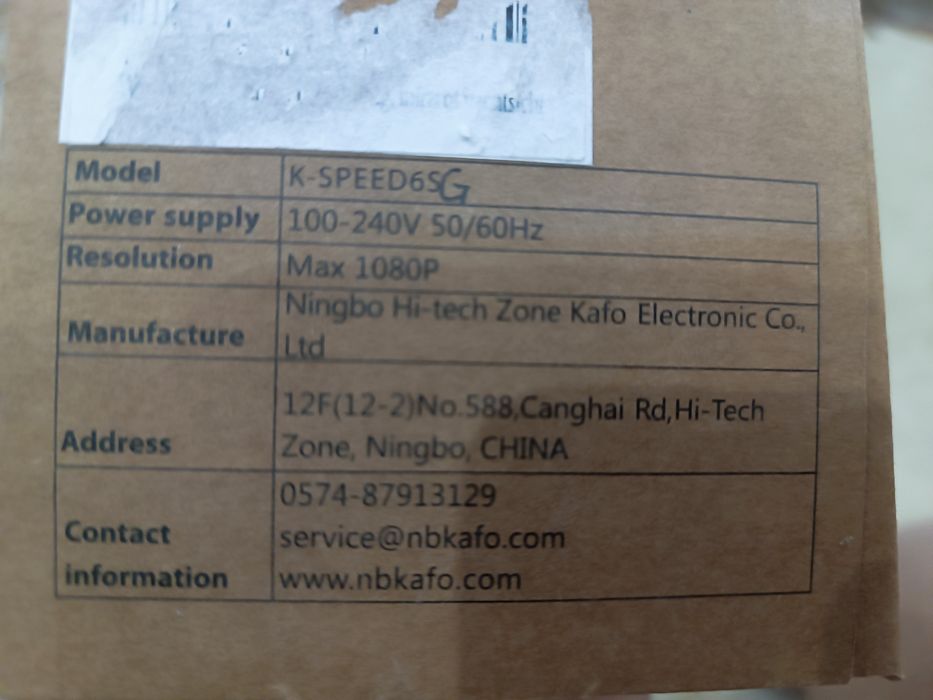 Model K-SPEED6SG
Power supply 100-240V 50/60Hz
Resolution Max 1080P
Manufacture Ningbo Hi-tech Zone Kafo Electronic Co.,
Ltd
12F(12-2)No.588,Canghai Rd,Hi-Tech
Address Zone, Ningbo, CHINA
0574-87913129
Contact service@nbkafo.com
information www.nbkafo.com